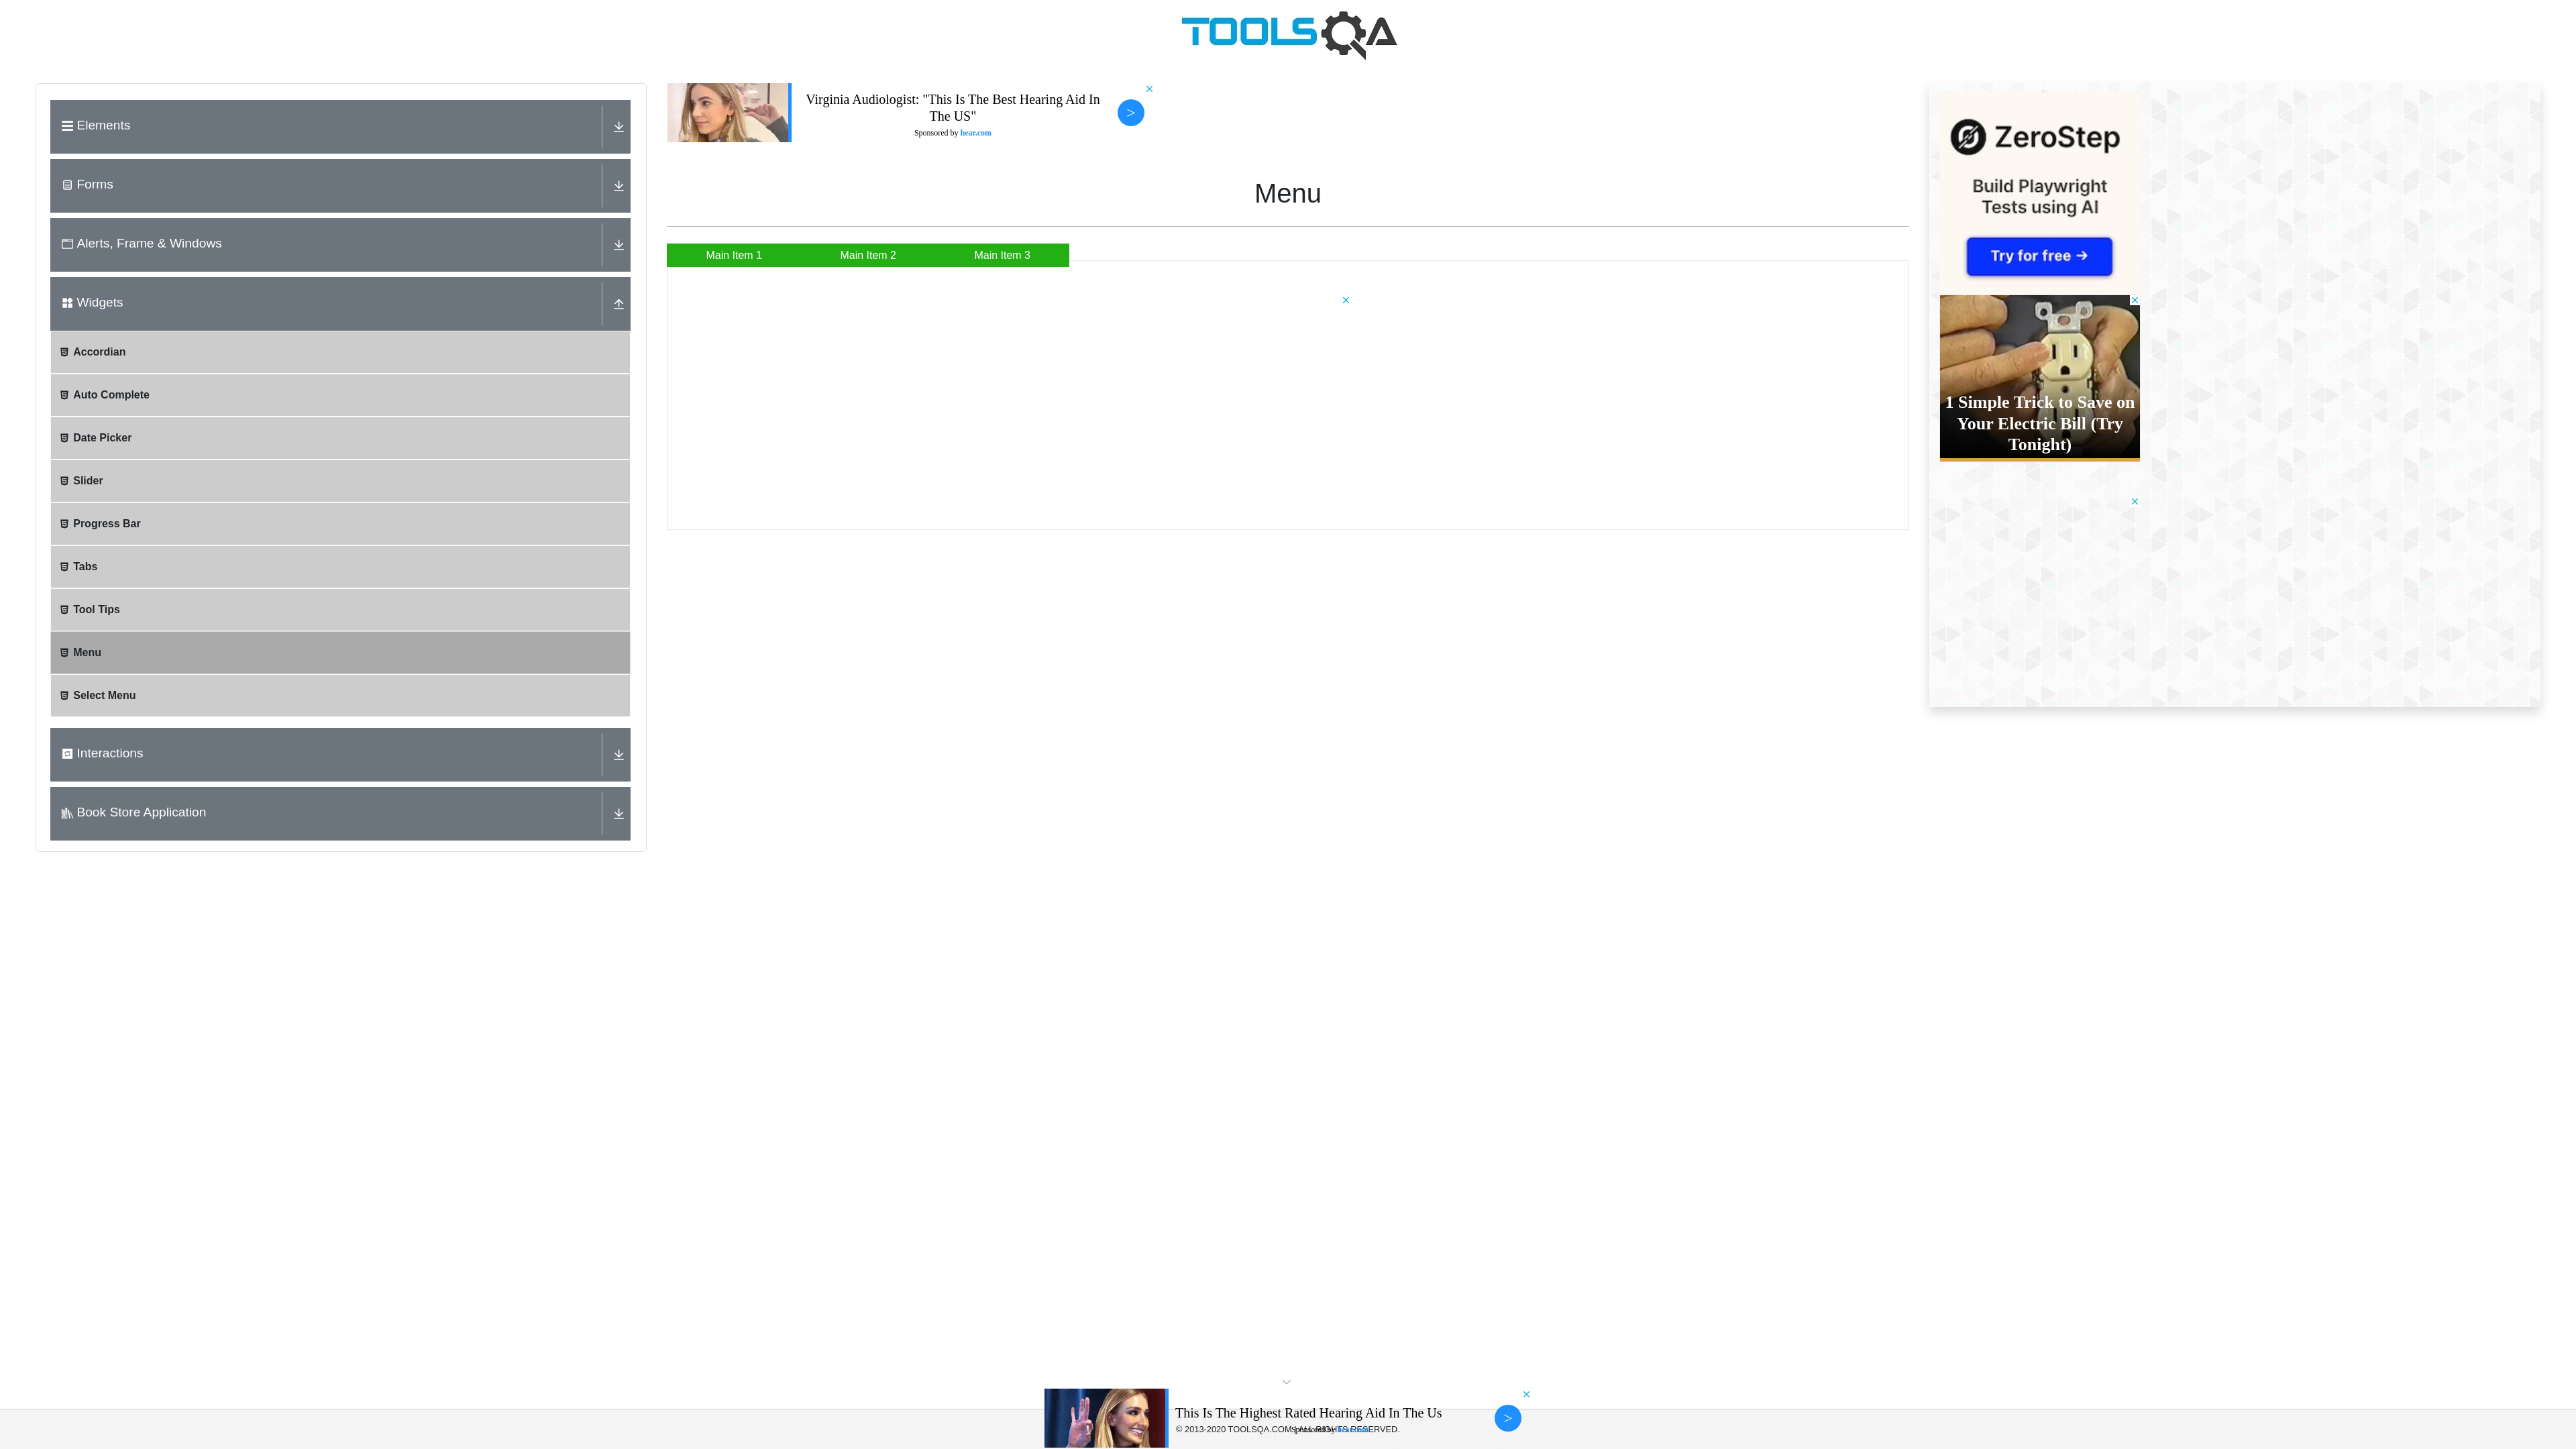 TOOLSQA
Elements
Forms
Alerts, Frame & Windows
Widgets
Accordian
Auto Complete
Date Picker
Slider
Progress Bar
Tabs
Tool Tips
Menu
Select Menu
Interactions
Book Store Application
Virginia Audiologist: "This Is The Best Hearing Aid In
The US"
Sponsored by hear.com
>
Menu
Main Item 1
Main Item 2
Main Item 3
ZeroStep
Build Playwright
Tests using AI
Try for free →
1 Simple Trick to Save on
Your Electric Bill (Try
Tonight)
This Is The Highest Rated Hearing Aid In The Us
>
© 2013-2020 TOOLSQA.COM | ALL RIGHTS RESERVED.